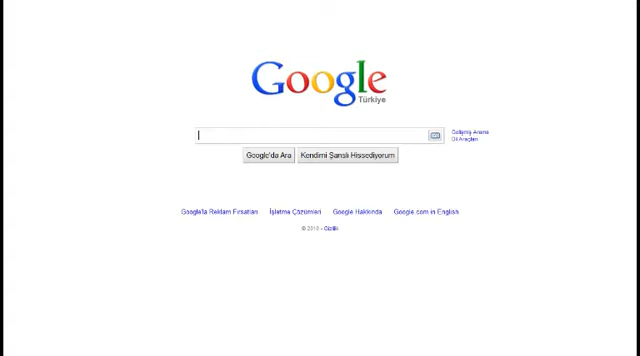 Google
Türkiye
Gelişmiş Arama
Dil Araçları
Google'da Ara
Kendimi Şanslı Hissediyorum
Google'la Reklam Fırsatları
İşletme Çözümleri
Google Hakkında
Google.com in English
© 2010 - Gizlilik